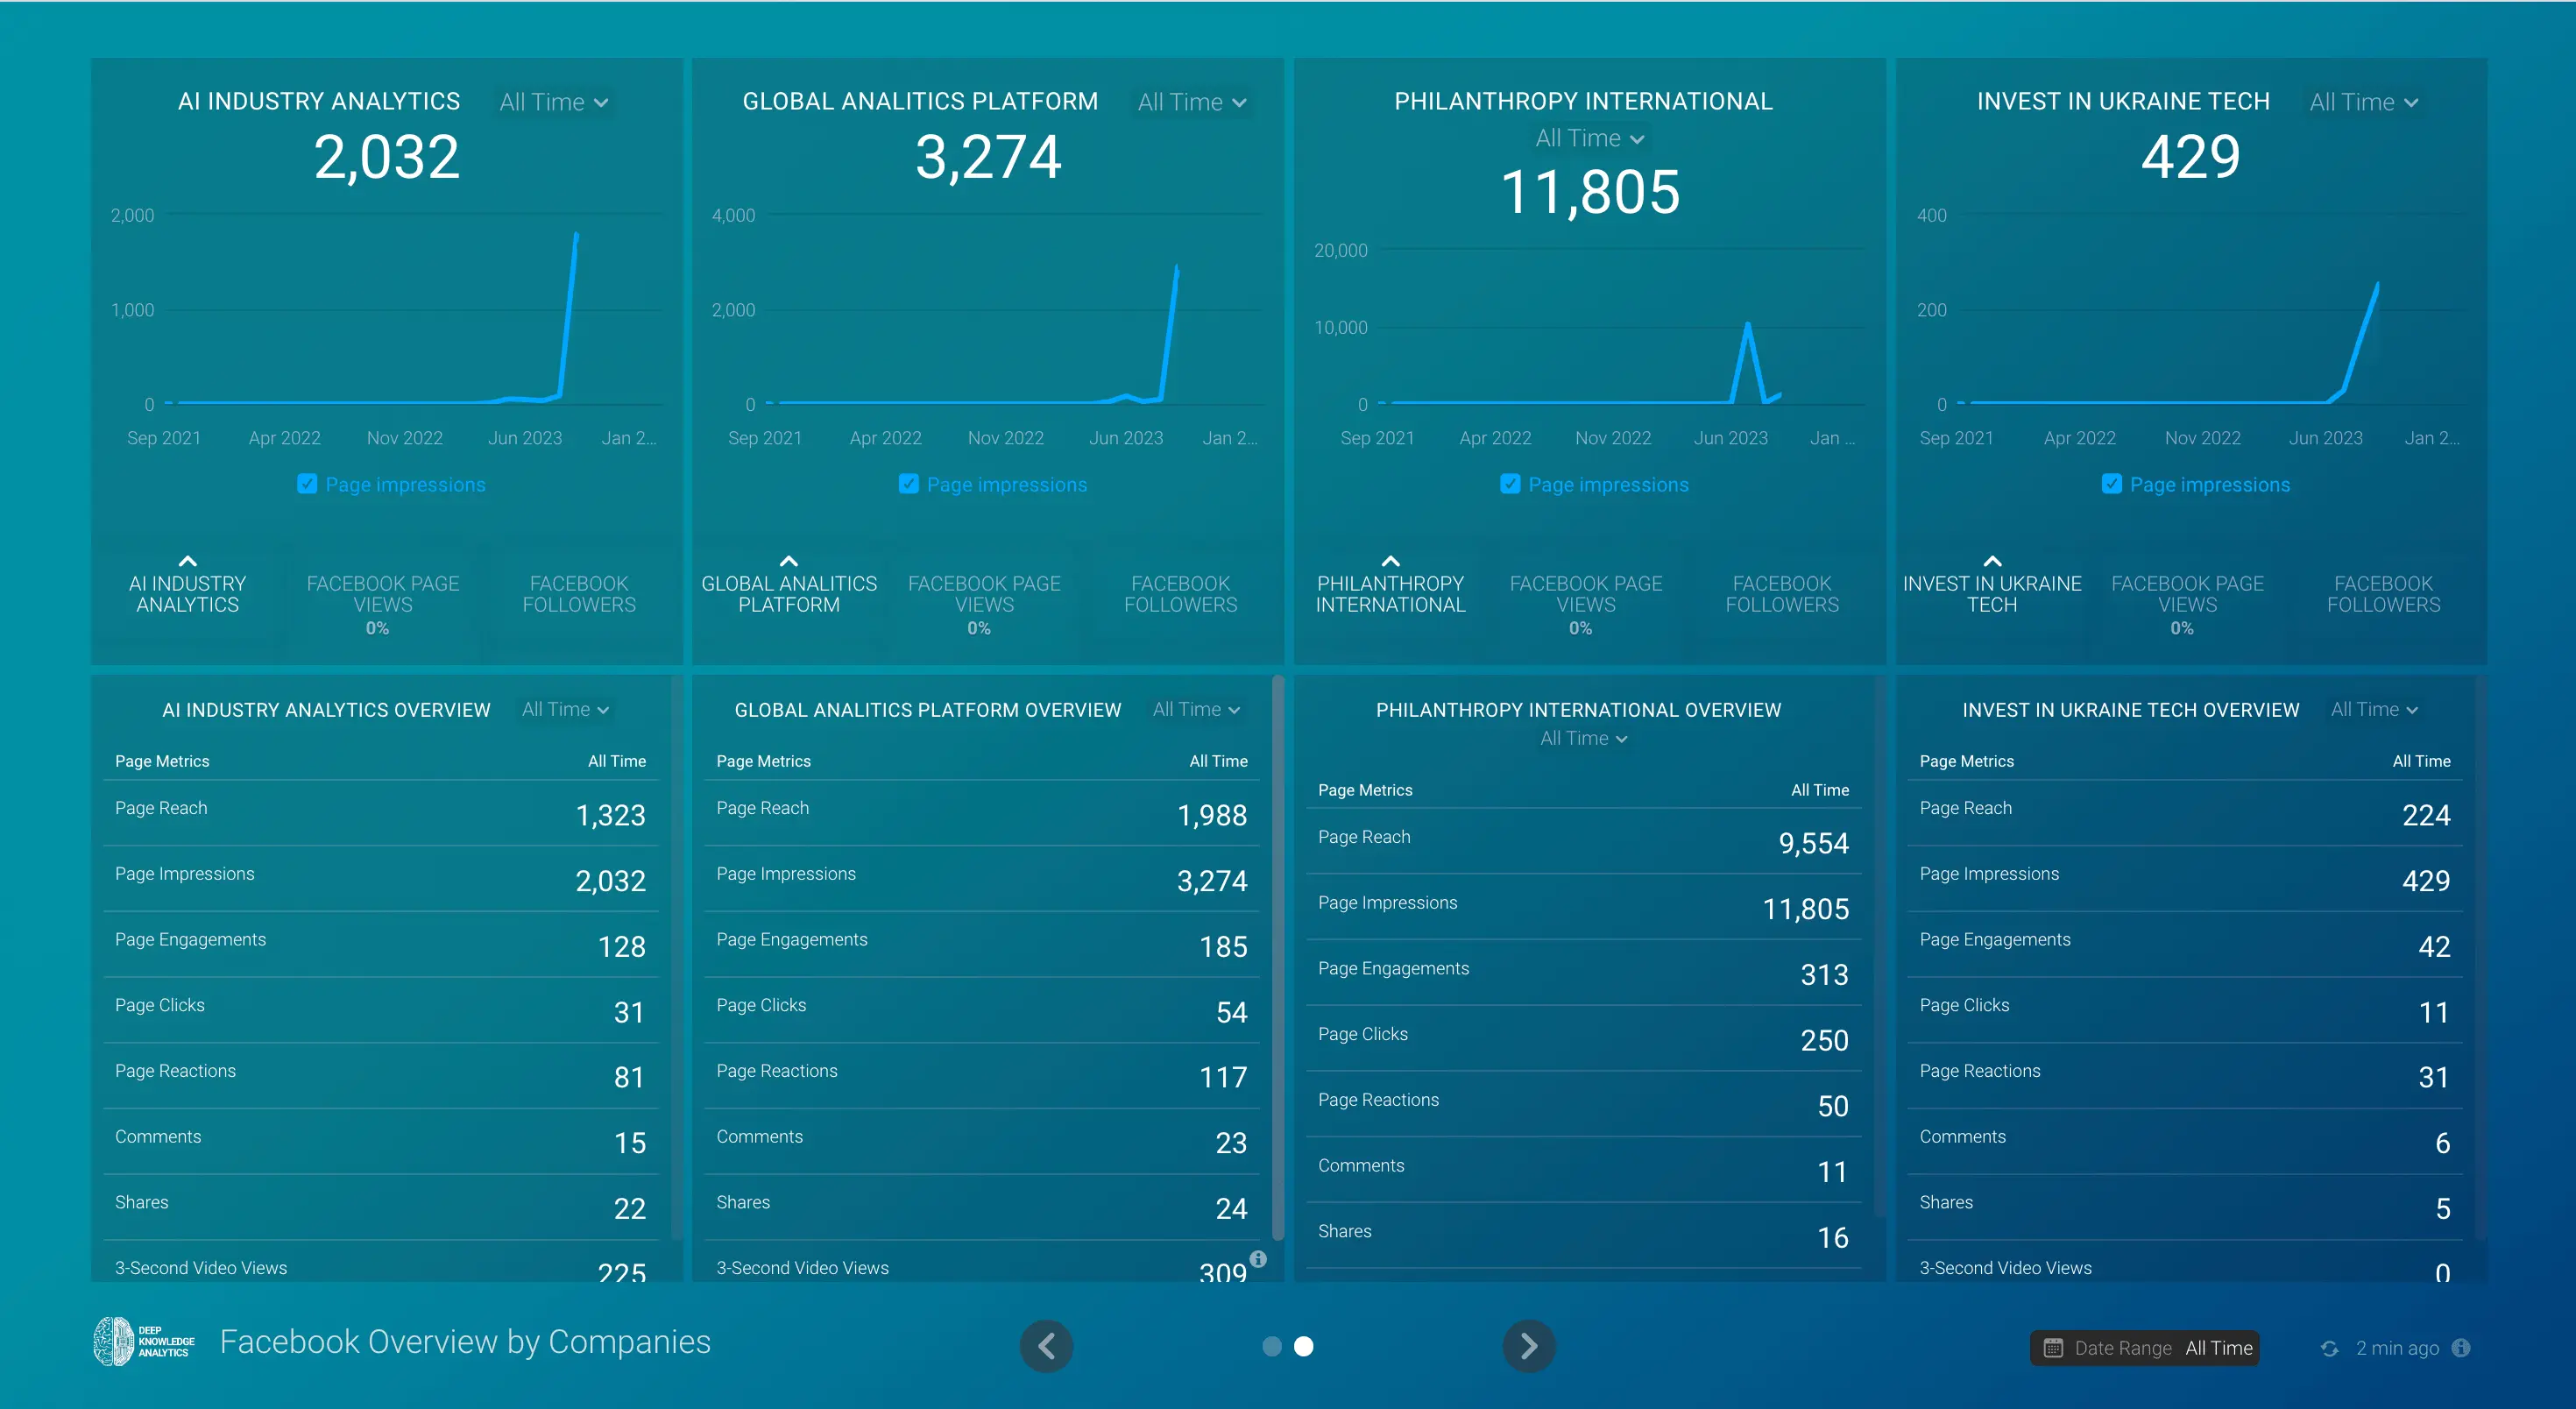 AI INDUSTRY ANALYTICS All Time
2,032
2,000
1,000
0
Sep 2021 Apr 2022 Nov 2022 Jun 2023 Jan 2...
Page impressions
AI INDUSTRY
ANALYTICS
FACEBOOK PAGE
VIEWS
0%
FACEBOOK
FOLLOWERS
GLOBAL ANALITICS PLATFORM All Time
3,274
4,000
2,000
0
Sep 2021 Apr 2022 Nov 2022 Jun 2023 Jan 2...
Page impressions
GLOBAL ANALITICS
PLATFORM
FACEBOOK PAGE
VIEWS
0%
FACEBOOK
FOLLOWERS
PHILANTHROPY INTERNATIONAL
All Time
11,805
20,000
10,000
0
Sep 2021 Apr 2022 Nov 2022 Jun 2023 Jan ...
Page impressions
PHILANTHROPY
INTERNATIONAL
FACEBOOK PAGE
VIEWS
0%
FACEBOOK
FOLLOWERS
INVEST IN UKRAINE TECH All Time
429
400
200
0
Sep 2021 Apr 2022 Nov 2022 Jun 2023 Jan 2...
Page impressions
INVEST IN UKRAINE
TECH
FACEBOOK PAGE
VIEWS
0%
FACEBOOK
FOLLOWERS
AI INDUSTRY ANALYTICS OVERVIEW All Time
Page Metrics All Time
Page Reach 1,323
Page Impressions 2,032
Page Engagements 128
Page Clicks 31
Page Reactions 81
Comments 15
Shares 22
3-Second Video Views 225
GLOBAL ANALITICS PLATFORM OVERVIEW All Time
Page Metrics All Time
Page Reach 1,988
Page Impressions 3,274
Page Engagements 185
Page Clicks 54
Page Reactions 117
Comments 23
Shares 24
3-Second Video Views 309
PHILANTHROPY INTERNATIONAL OVERVIEW
All Time
Page Metrics All Time
Page Reach 9,554
Page Impressions 11,805
Page Engagements 313
Page Clicks 250
Page Reactions 50
Comments 11
Shares 16
INVEST IN UKRAINE TECH OVERVIEW All Time
Page Metrics All Time
Page Reach 224
Page Impressions 429
Page Engagements 42
Page Clicks 11
Page Reactions 31
Comments 6
Shares 5
3-Second Video Views 0
DEEP
KNOWLEDGE
ANALYTICS
Facebook Overview by Companies
Date Range All Time
2 min ago